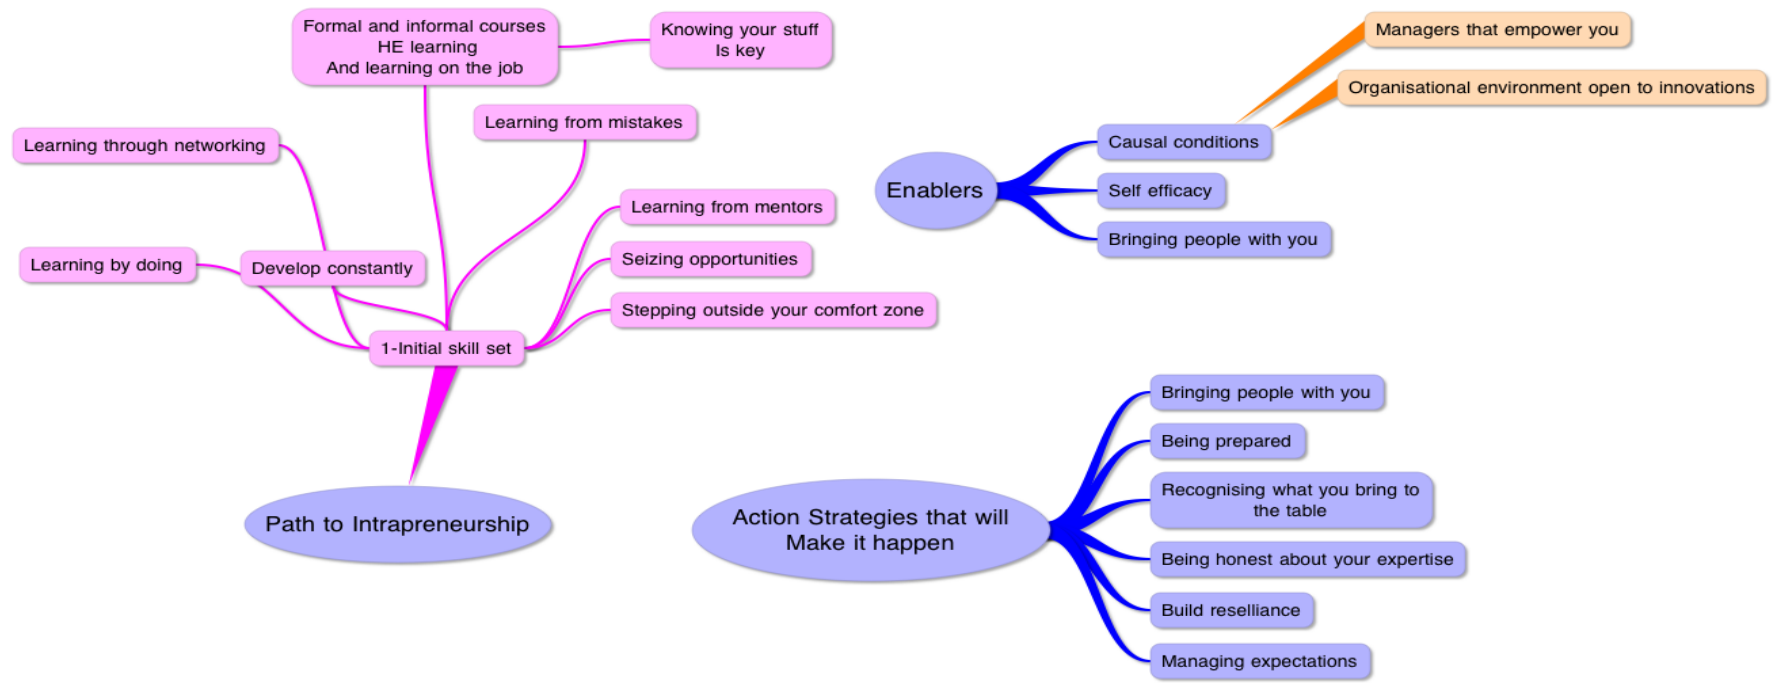 Formal and informal courses
HE learning
And learning on the job
Knowing your stuff
Is key
Learning from mistakes
Learning through networking
Learning from mentors
Learning by doing
Develop constantly
Seizing opportunities
Stepping outside your comfort zone
1-Initial skill set
Path to Intrapreneurship
Managers that empower you
Organisational environment open to innovations
Causal conditions
Enablers
Self efficacy
Bringing people with you
Action Strategies that will
Make it happen
Bringing people with you
Being prepared
Recognising what you bring to
the table
Being honest about your expertise
Build reselliance
Managing expectations